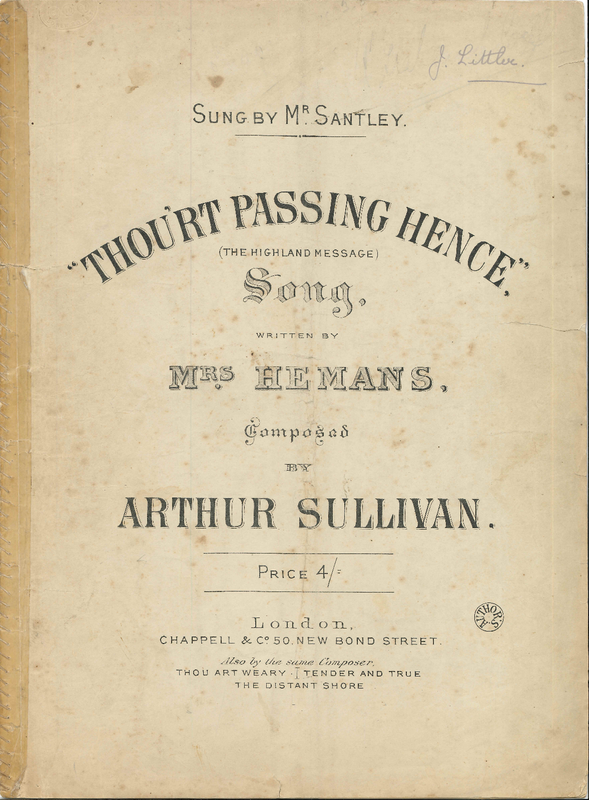 J. Littler.
SUNG BY MR. SANTLEY.
"THOU'RT PASSING HENCE,"
(THE HIGHLAND MESSAGE)
Song,
WRITTEN BY
MRS. HEMANS,
Composed
BY
ARTHUR SULLIVAN.
PRICE 4/=
London,
CHAPPELL & Co 50, NEW BOND STREET.
AUTHOR'S
Also by the same Composer,
THOU ART WEARY - TENDER AND TRUE
THE DISTANT SHORE